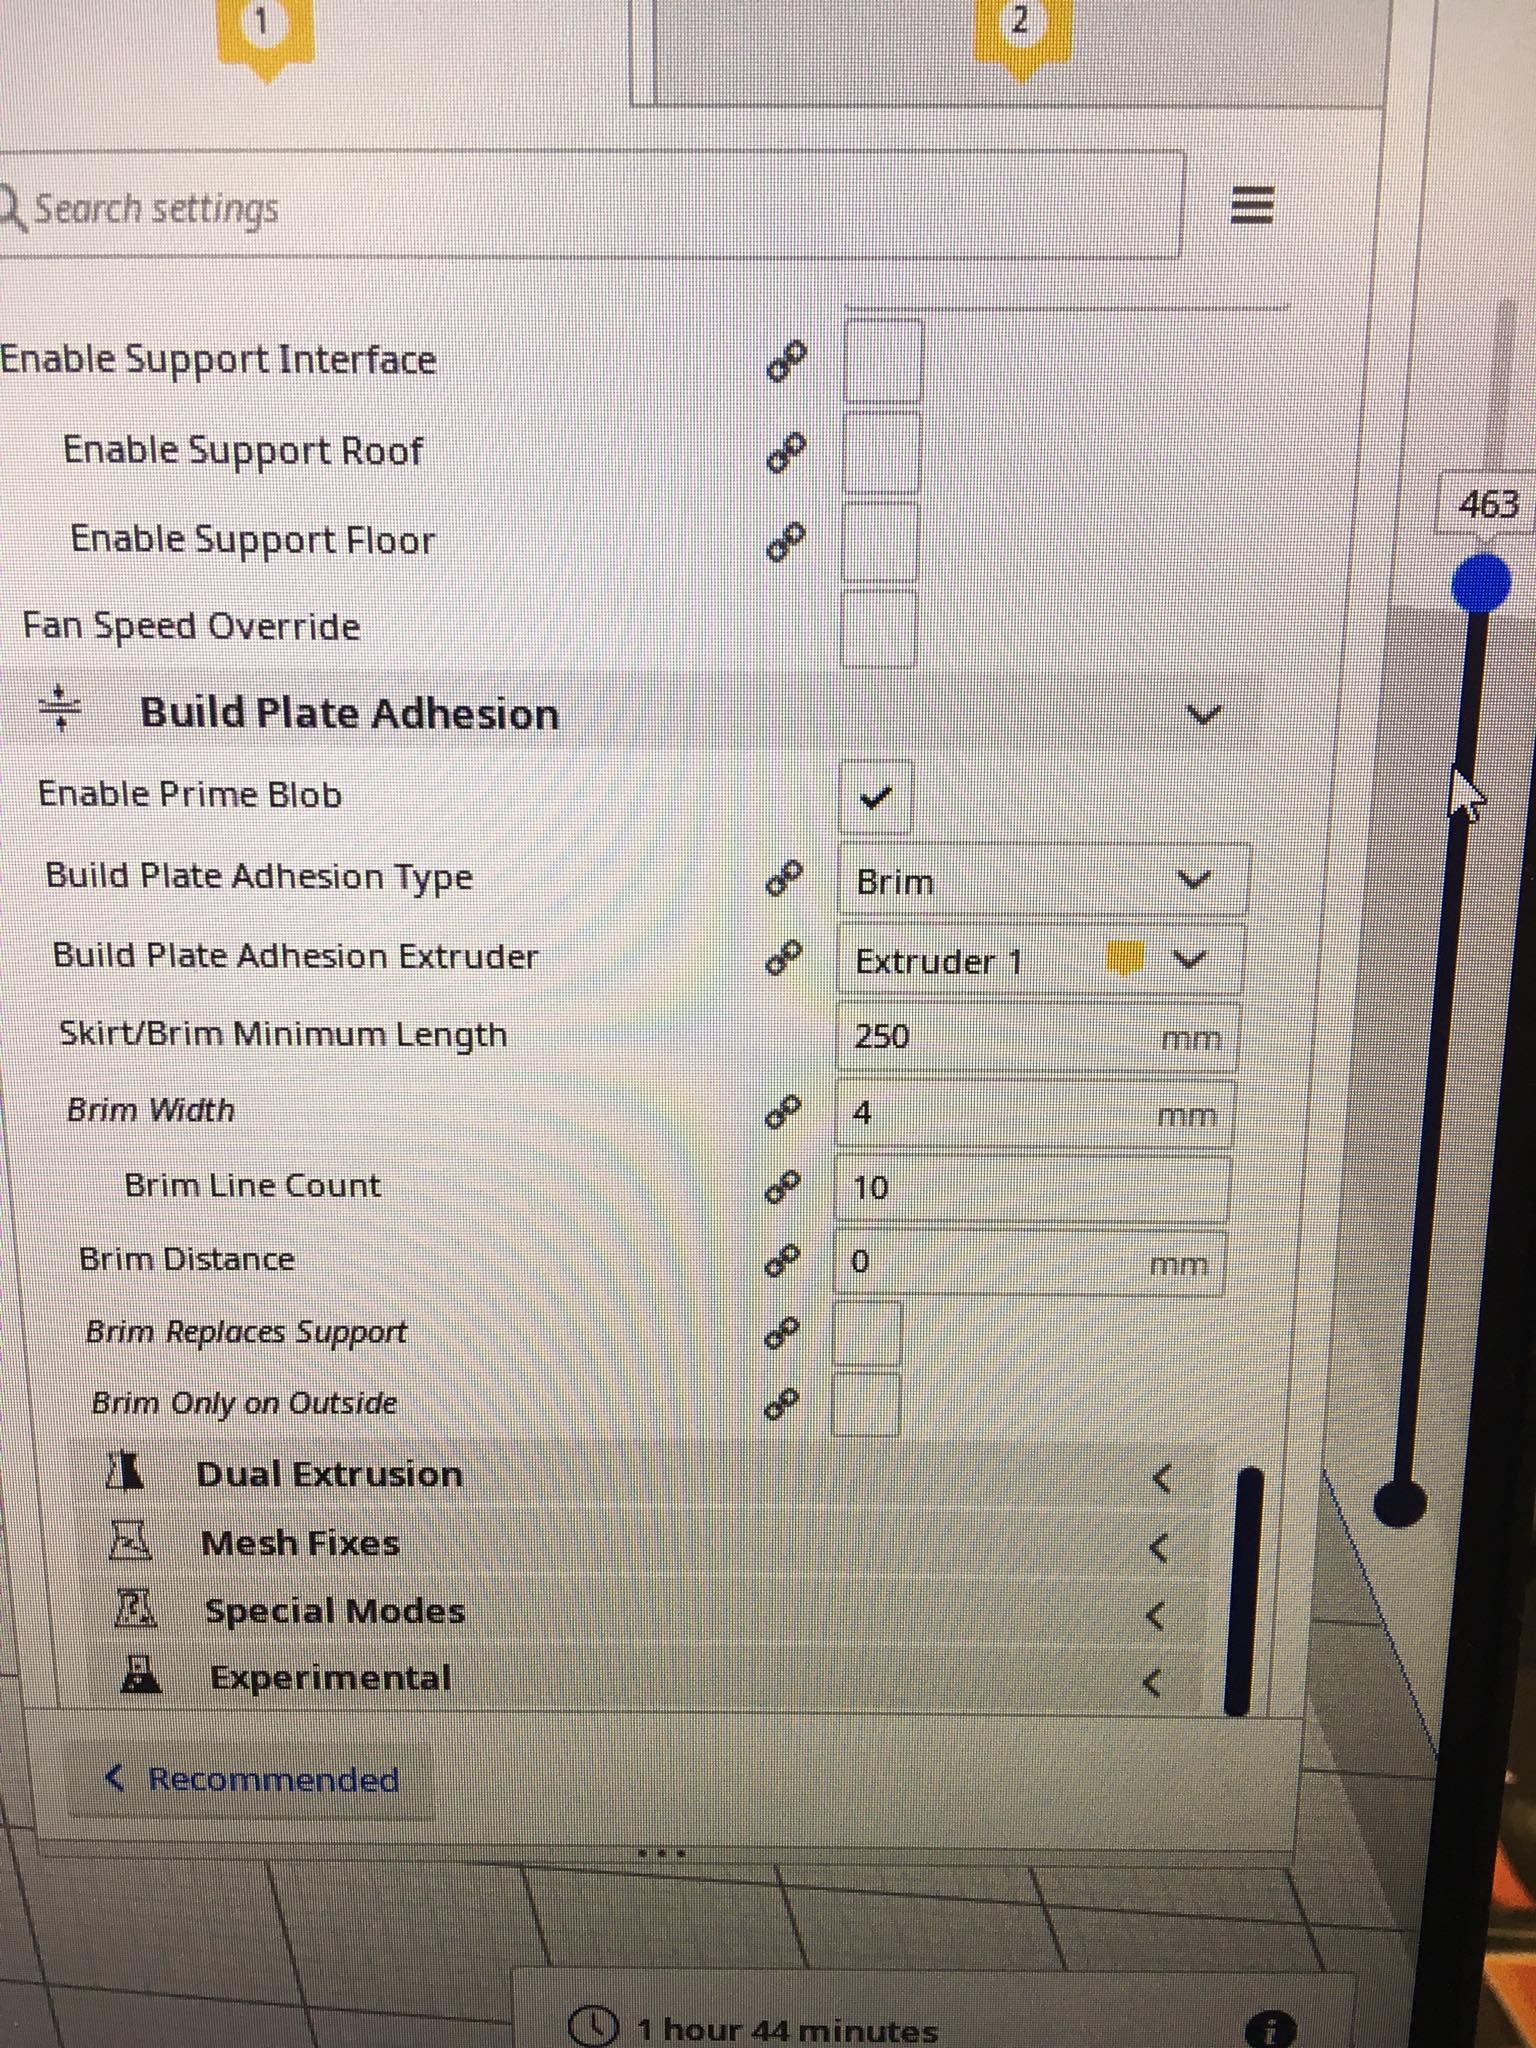 1
2
Search settings
Enable Support Interface
Enable Support Roof
463
Enable Support Floor
Fan Speed Override
Build Plate Adhesion
Enable Prime Blob
Build Plate Adhesion Type Brim
Build Plate Adhesion Extruder Extruder 1
Skirt/Brim Minimum Length 250 mm
Brim Width 4 mm
Brim Line Count 10
Brim Distance 0 mm
Brim Replaces Support
Brim Only on Outside
Dual Extrusion
Mesh Fixes
Special Modes
Experimental
Recommended
1 hour 44 minutes